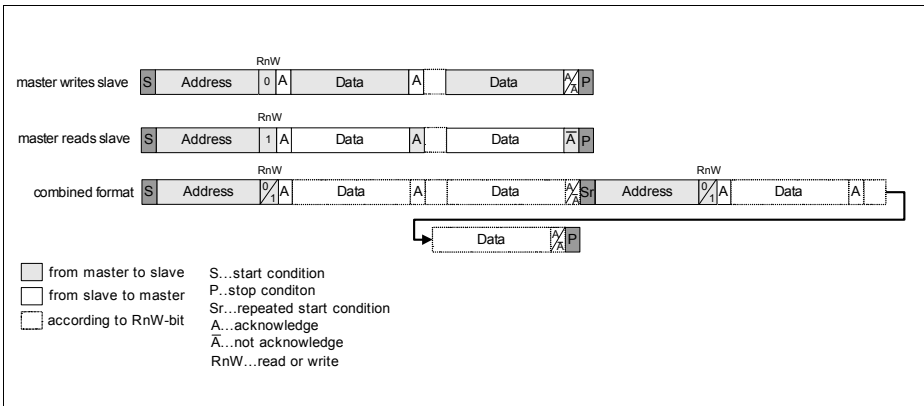 RnW
master writes slave S Address 0 A Data A Data A/A̅ P
RnW
master reads slave S Address 1 A Data A Data A̅ P
RnW RnW
combined format S Address 0/1 A Data A Data A/A̅ Sr Address 0/1 A Data A
Data A/A̅ P
from master to slave
from slave to master
according to RnW-bit
S...start condition
P..stop conditon
Sr...repeated start condition
A...acknowledge
A̅...not acknowledge
RnW...read or write